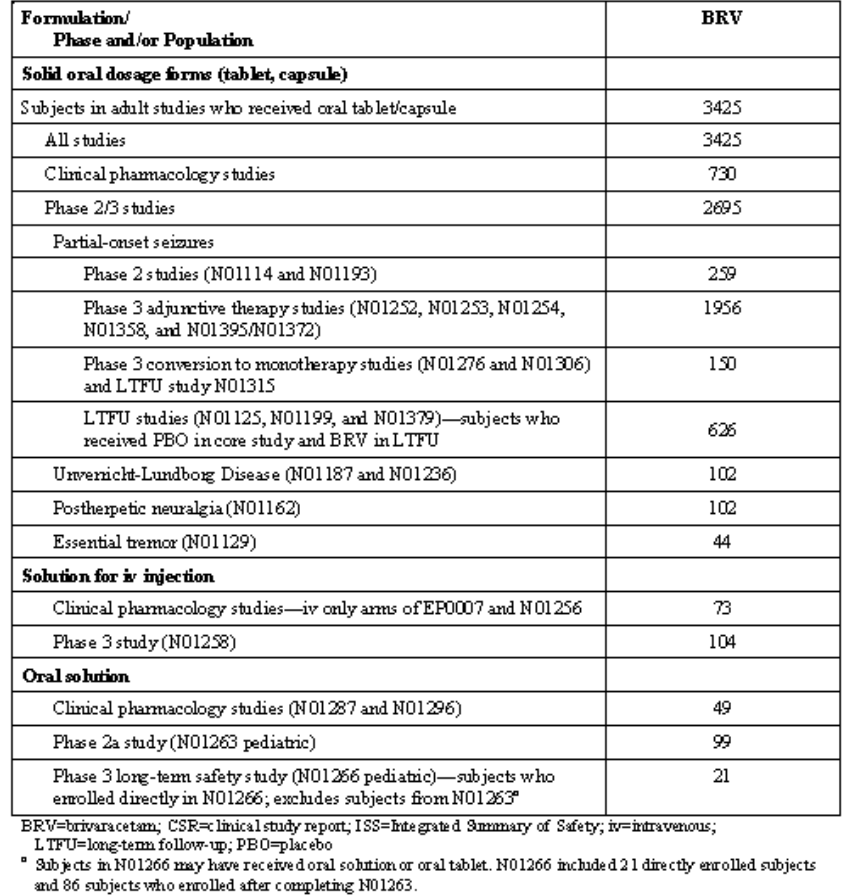 Formulation/ BRV
Phase and/or Population
Solid oral dosage forms (tablet, capsule)
Subjects in adult studies who received oral tablet/capsule 3425
All studies 3425
Clinical pharmacology studies 730
Phase 2/3 studies 2695
Partial-onset seizures
Phase 2 studies (N01114 and N01193) 259
Phase 3 adjunctive therapy studies (N01252, N01253, N01254, 1956
N01358, and N01395/N01372)
Phase 3 conversion to monotherapy studies (N01276 and N01306) 150
and LTFU study N01315
LTFU studies (N01125, N01199, and N01379)—subjects who
received PBO in core study and BRV in LTFU 626
Unverricht-Lundborg Disease (N01187 and N01236) 102
Postherpetic neuralgia (N01162) 102
Essential tremor (N01129) 44
Solution for iv injection
Clinical pharmacology studies—iv only arms of EP0007 and N01256 73
Phase 3 study (N01258) 104
Oral solution
Clinical pharmacology studies (N01287 and N01296) 49
Phase 2a study (N01263 pediatric) 99
Phase 3 long-term safety study (N01266 pediatric)—subjects who 21
enrolled directly in N01266; excludes subjects from N01263ª
BRV=brivaracetam; CSR=clinical study report; ISS=Integrated Summary of Safety; iv=intravenous;
LTFU=long-term follow-up; PBO=placebo
ª Subjects in N01266 may have received oral solution or oral tablet. N01266 included 21 directly enrolled subjects
and 86 subjects who enrolled after completing N01263.